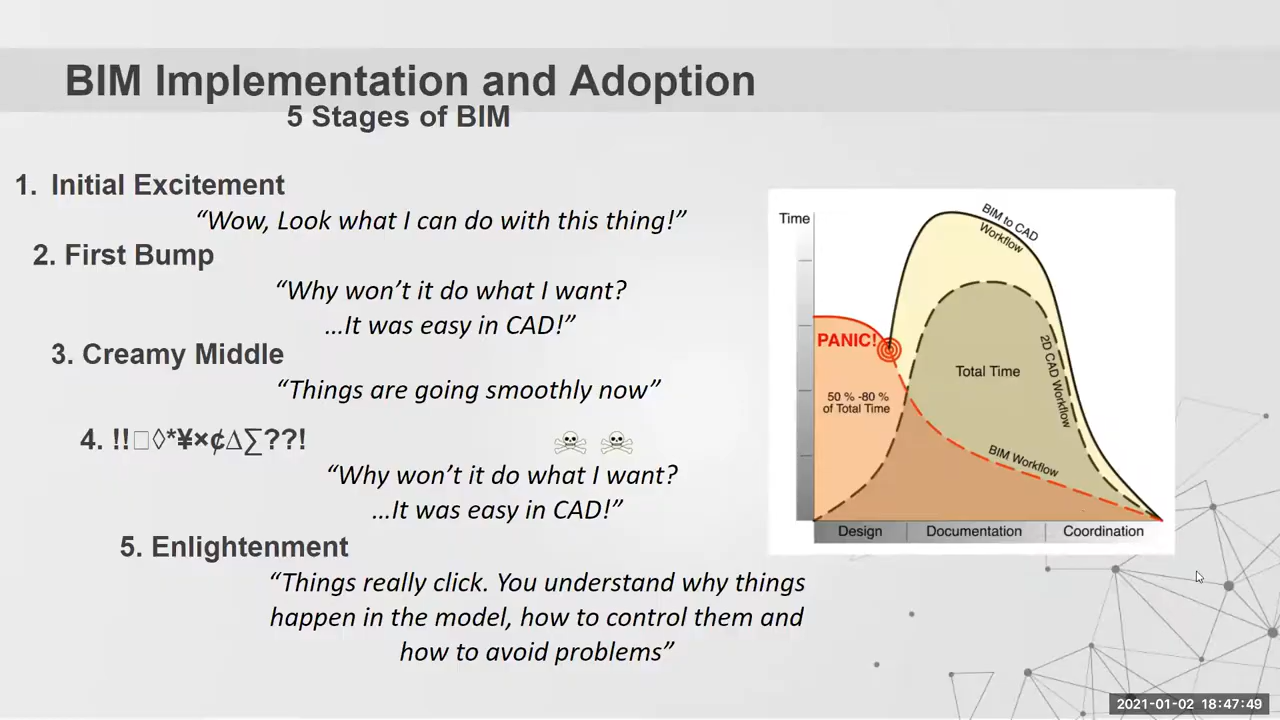 BIM Implementation and Adoption
5 Stages of BIM
1. Initial Excitement
“Wow, Look what I can do with this thing!”
2. First Bump
“Why won’t it do what I want?
…It was easy in CAD!”
3. Creamy Middle
“Things are going smoothly now”
4. !!□◊*¥×¢∆∑??!
“Why won’t it do what I want?
…It was easy in CAD!”
5. Enlightenment
“Things really click. You understand why things
happen in the model, how to control them and
how to avoid problems”
Time
BIM to CAD
Workflow
PANIC!
2D CAD Workflow
Total Time
50 % -80 %
of Total Time
BIM Workflow
Design
Documentation
Coordination
2021-01-02 18:47:49